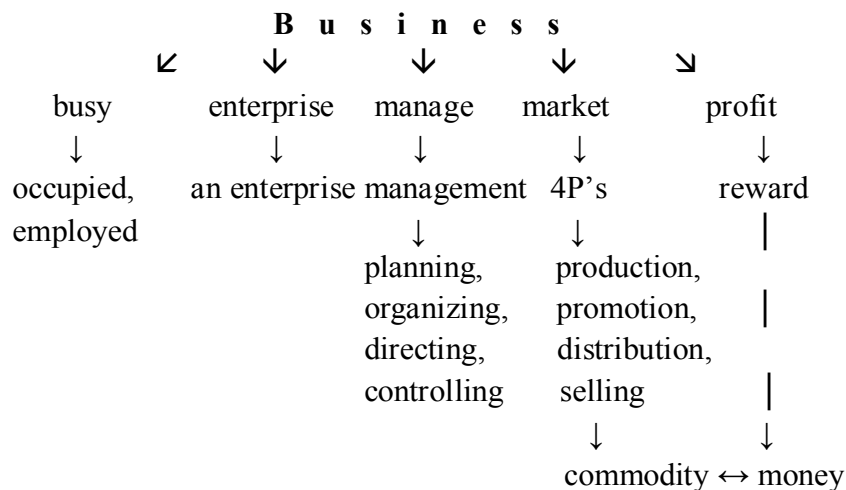 B u s i n e s s
↙ ↓ ↓ ↓ ↘
busy enterprise manage market profit
↓ ↓ ↓ ↓ ↓
occupied, an enterprise management 4P’s reward
employed ↓ ↓ |
planning, production,
organizing, promotion, |
directing, distribution,
controlling selling |
↓ ↓
commodity ↔ money